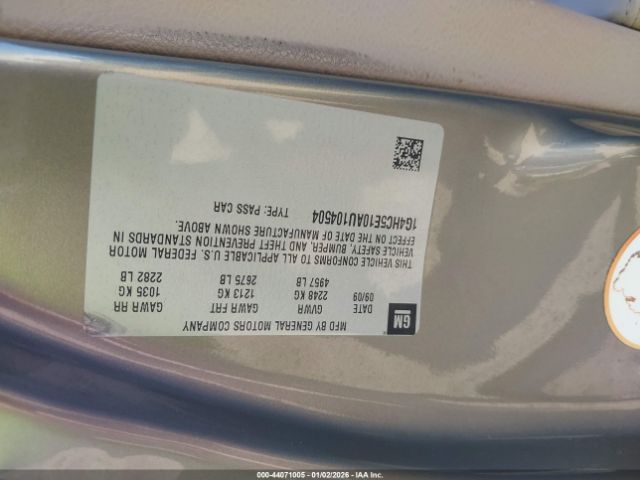 MFD BY GENERAL MOTORS COMPANY
GM
DATE GVWR GAWR FRT GAWR RR
09/09 2248 KG 1213 KG 1035 KG
4957 LB 2675 LB 2282 LB
THIS VEHICLE CONFORMS TO ALL APPLICABLE U.S. FEDERAL MOTOR
VEHICLE SAFETY, BUMPER, AND THEFT PREVENTION STANDARDS IN
EFFECT ON THE DATE OF MANUFACTURE SHOWN ABOVE.
1G4HC5E10AU104504 TYPE: PASS CAR
000-44071005 | 01/02/2026 - IAAI.CA